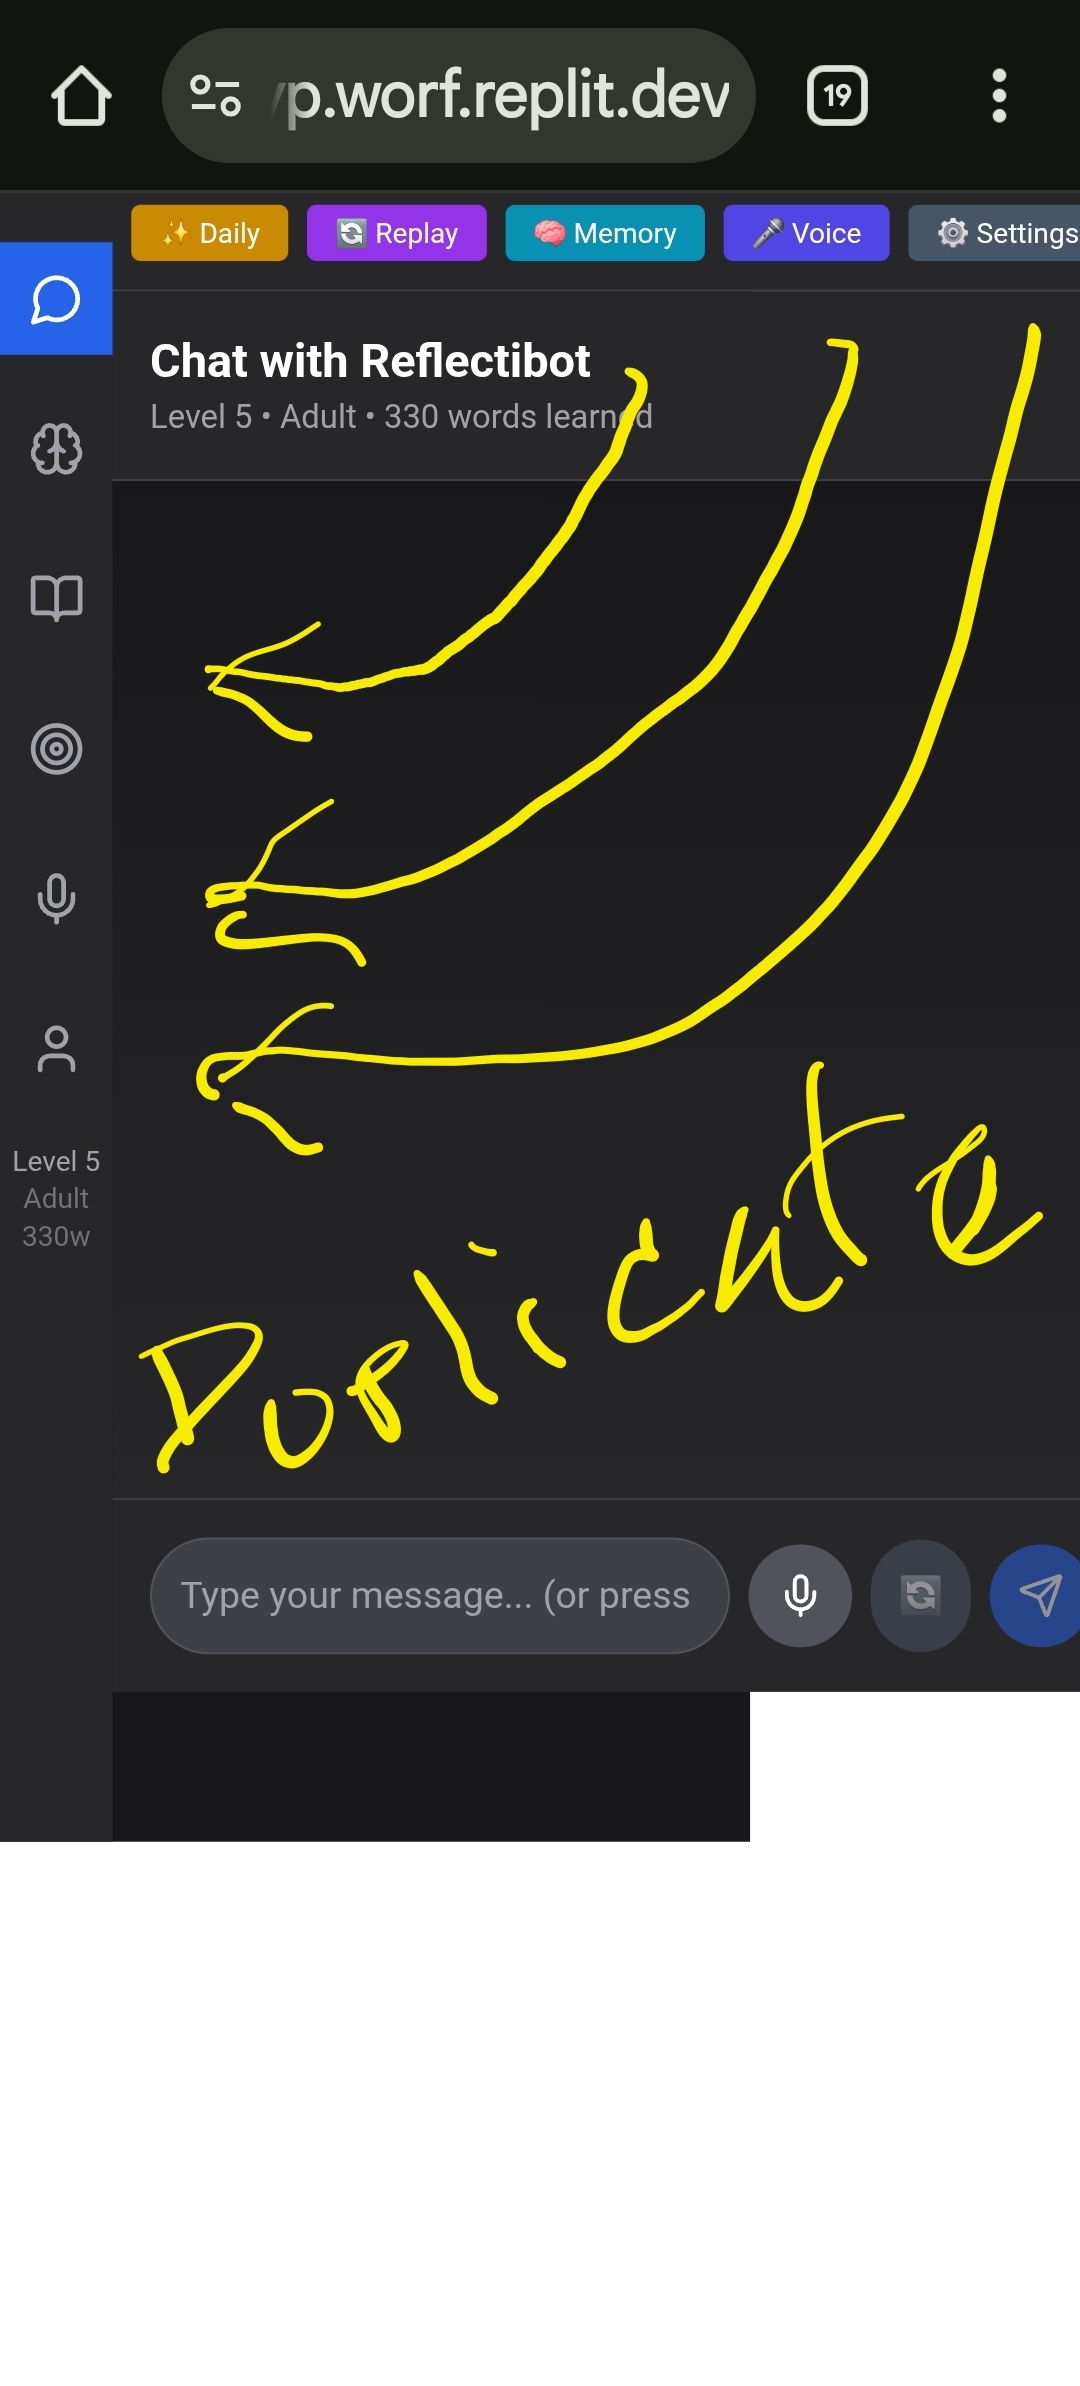 p.worf.replit.dev
19
✨ Daily 🔄 Replay 🧠 Memory 🎤 Voice ⚙️ Settings
Chat with Reflectibot
Level 5 • Adult • 330 words learned
Level 5
Adult
330w
Duplicate
Type your message... (or press